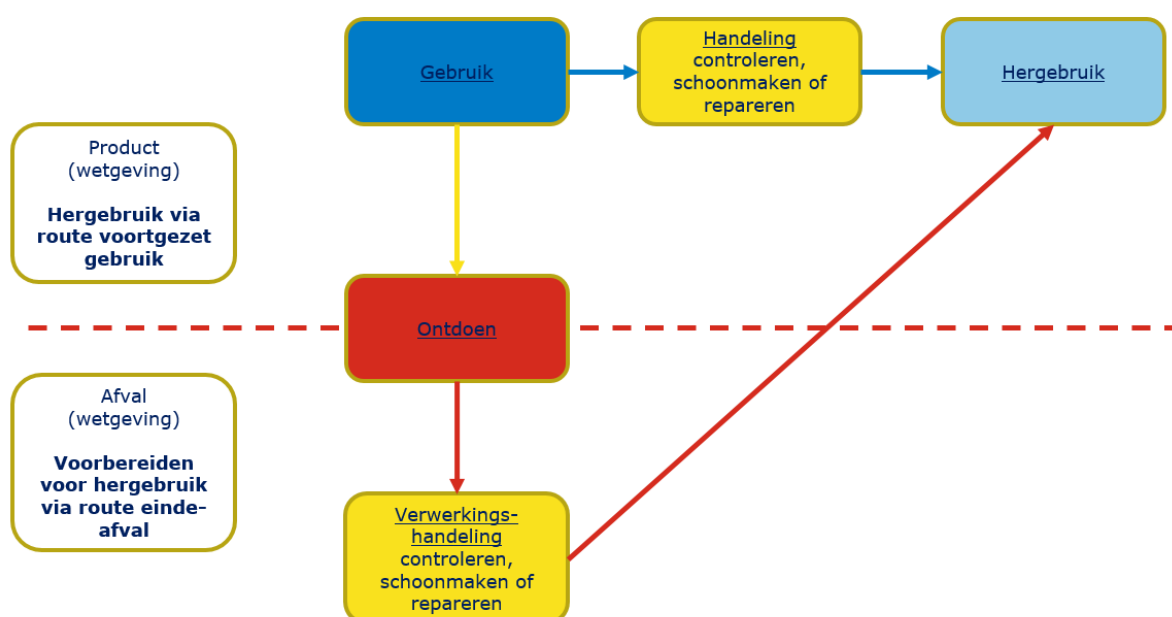 Gebruik
Handeling
controleren,
schoonmaken of
repareren
Hergebruik
Product
(wetgeving)
Hergebruik via
route voortgezet
gebruik
Ontdoen
Afval
(wetgeving)
Voorbereiden
voor hergebruik
via route einde-
afval
Verwerkings-
handeling
controleren,
schoonmaken of
repareren